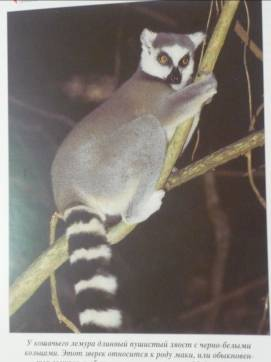 У кошачьего лемура длинный пушистый хвост с черно-белыми
кольцами. Этот зверек относится к роду маки, или обыкновен-